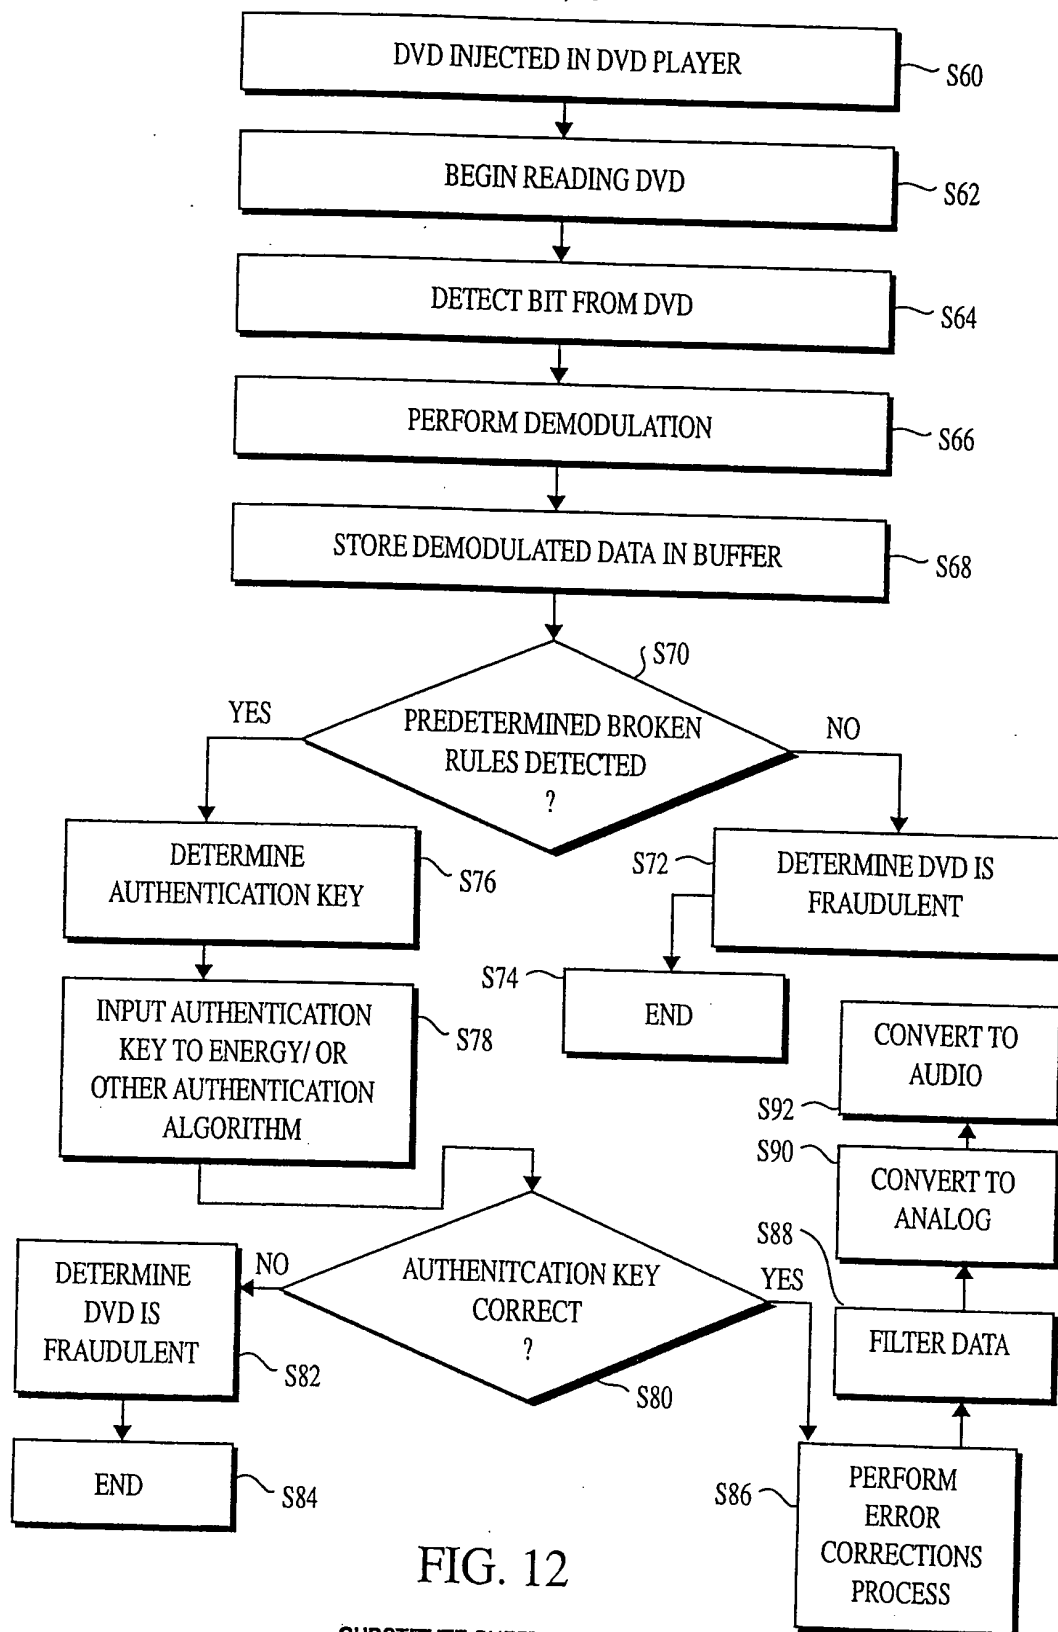 DVD INJECTED IN DVD PLAYER
S60
BEGIN READING DVD
S62
DETECT BIT FROM DVD
S64
PERFORM DEMODULATION
S66
STORE DEMODULATED DATA IN BUFFER
S68
S70
PREDETERMINED BROKEN
RULES DETECTED
?
YES
NO
DETERMINE
AUTHENTICATION KEY
S76
S72
DETERMINE DVD IS
FRAUDULENT
S74
END
INPUT AUTHENTICATION
KEY TO ENERGY/ OR
OTHER AUTHENTICATION
ALGORITHM
S78
CONVERT TO
AUDIO
S92
S90
CONVERT TO
ANALOG
S88
FILTER DATA
AUTHENITCATION KEY
CORRECT
?
NO
YES
S80
DETERMINE
DVD IS
FRAUDULENT
S82
END
S84
S86
PERFORM
ERROR
CORRECTIONS
PROCESS
FIG. 12